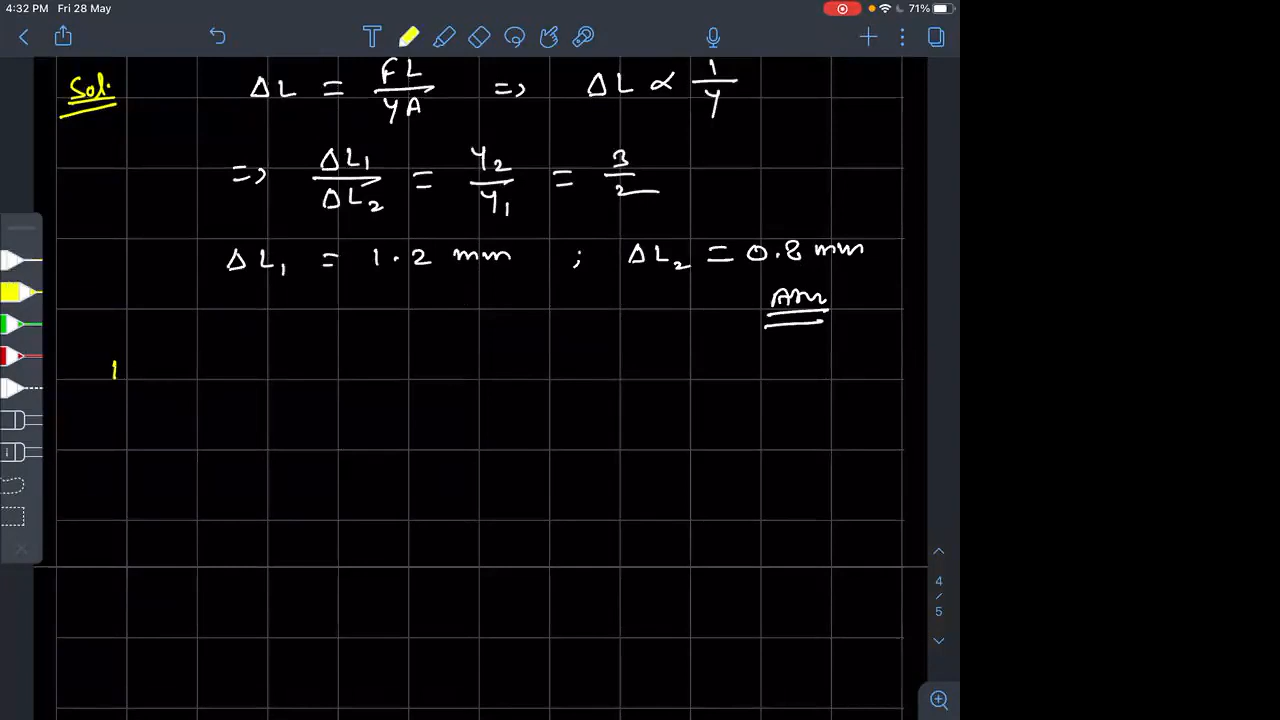 4:32 PM Fri 28 May 71%
Sol. ΔL = FL/YA => ΔL ∝ 1/Y
=> ΔL₁/ΔL₂ = Y₂/Y₁ = 3/2
ΔL₁ = 1.2 mm ; ΔL₂ = 0.8 mm
Ans
4
/
5